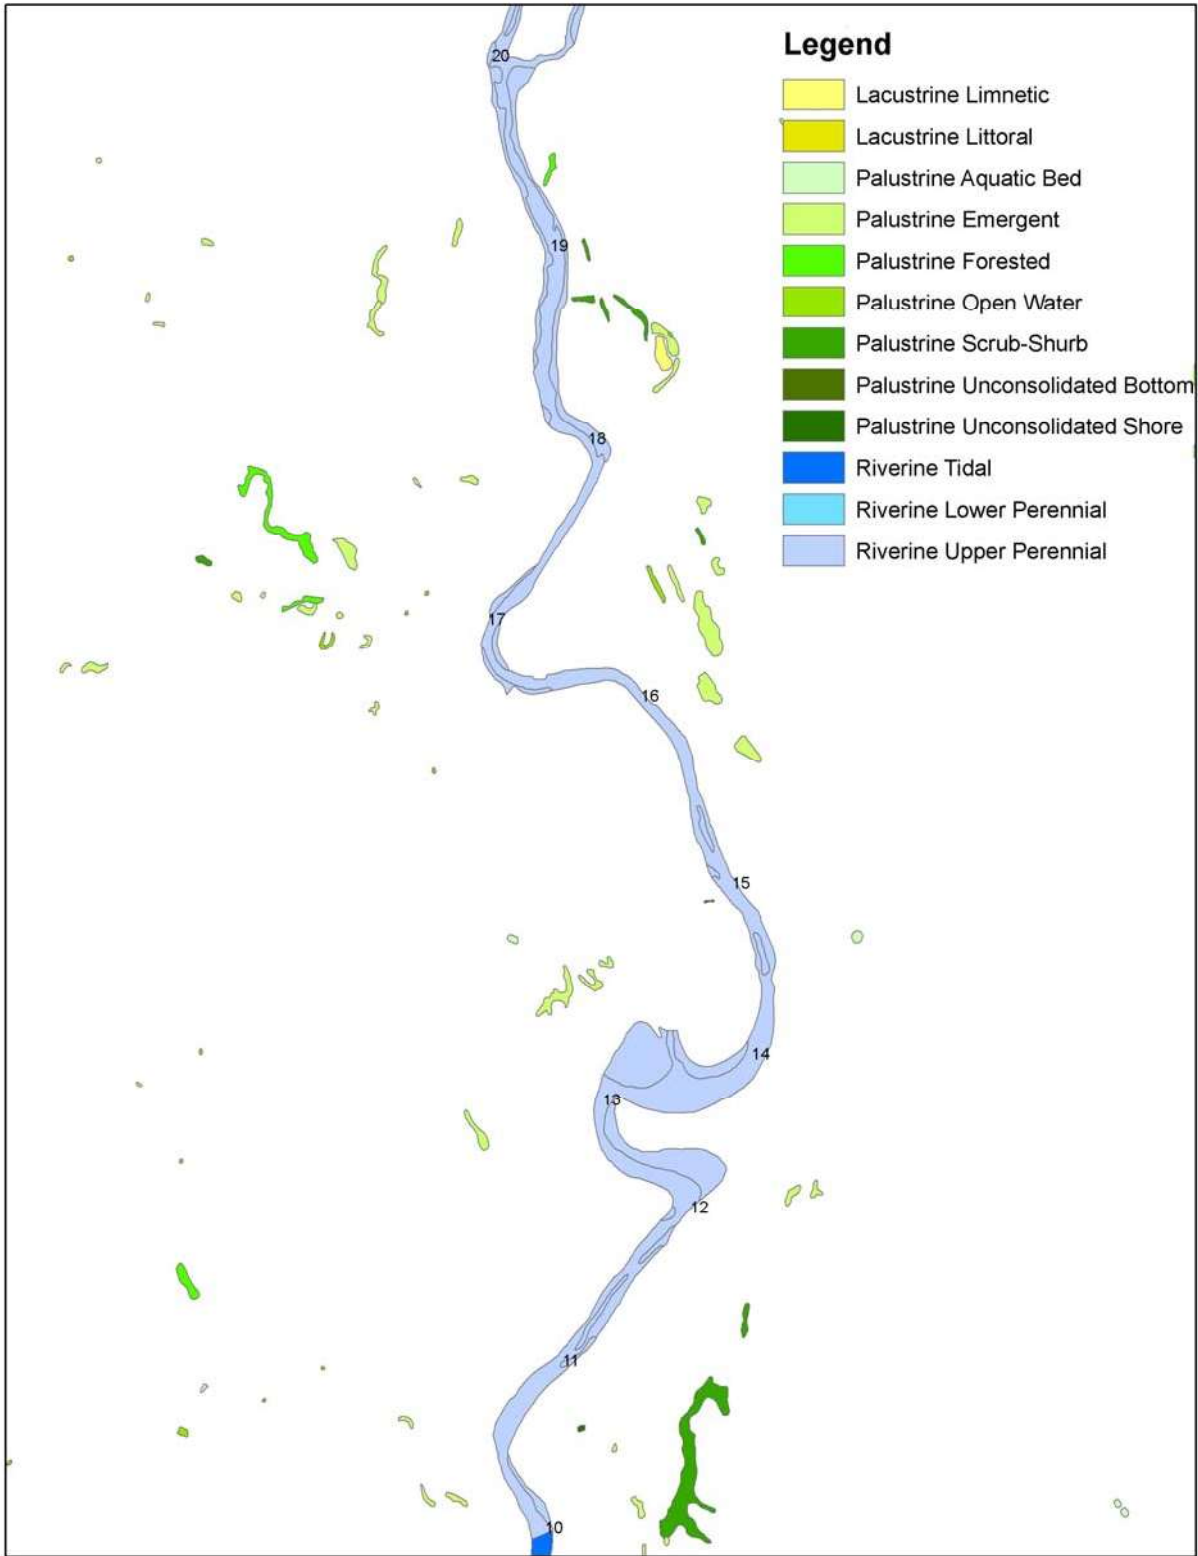 Legend
Lacustrine Limnetic
Lacustrine Littoral
Palustrine Aquatic Bed
Palustrine Emergent
Palustrine Forested
Palustrine Open Water
Palustrine Scrub-Shurb
Palustrine Unconsolidated Bottom
Palustrine Unconsolidated Shore
Riverine Tidal
Riverine Lower Perennial
Riverine Upper Perennial
20
19
18
17
16
15
14
13
12
11
10